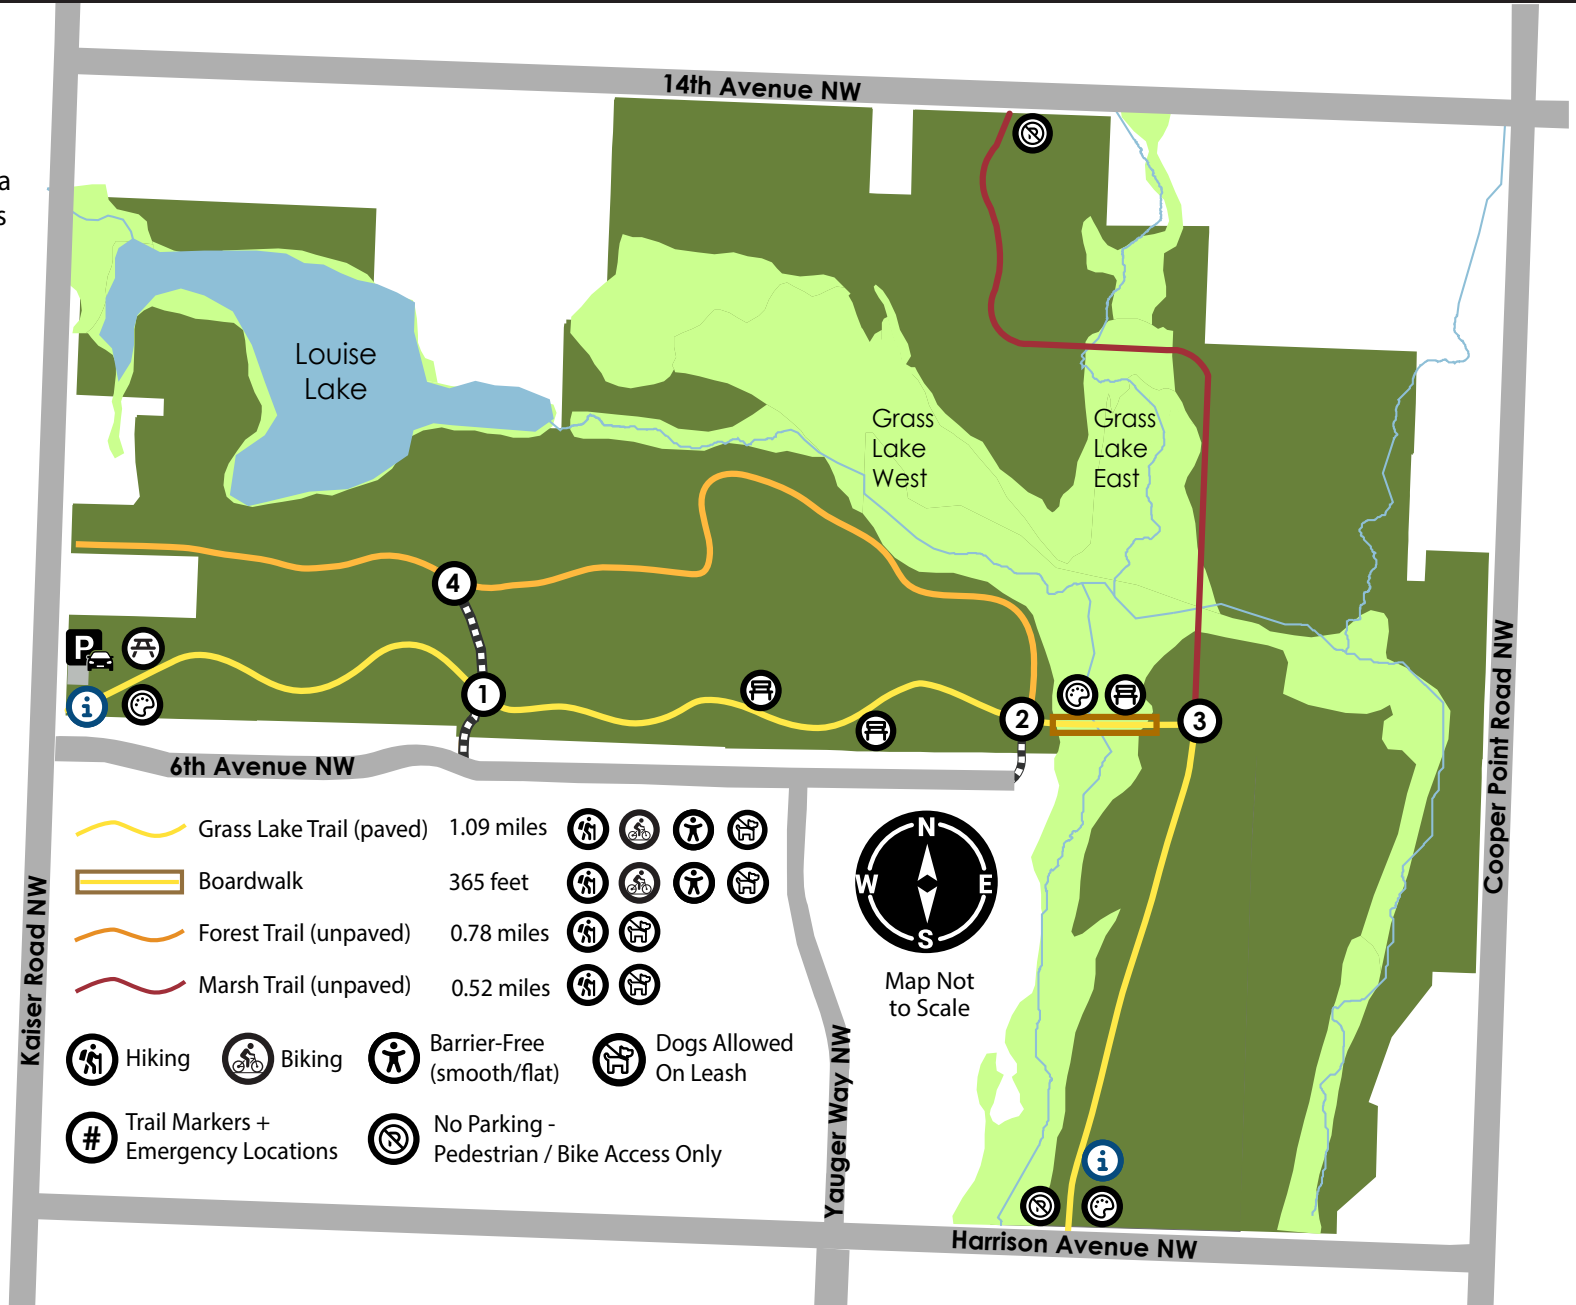 14th Avenue NW
a
s
Louise
Lake
Grass
Lake
West
Grass
Lake
East
4
P
i
1
2
3
6th Avenue NW
Grass Lake Trail (paved) 1.09 miles
Boardwalk 365 feet
Forest Trail (unpaved) 0.78 miles
Marsh Trail (unpaved) 0.52 miles
Hiking
Biking
Barrier-Free
(smooth/flat)
Dogs Allowed
On Leash
#
Trail Markers +
Emergency Locations
P
No Parking -
Pedestrian / Bike Access Only
N
W E
S
Map Not
to Scale
Kaiser Road NW
Yauger Way NW
Cooper Point Road NW
P
i
P
Harrison Avenue NW